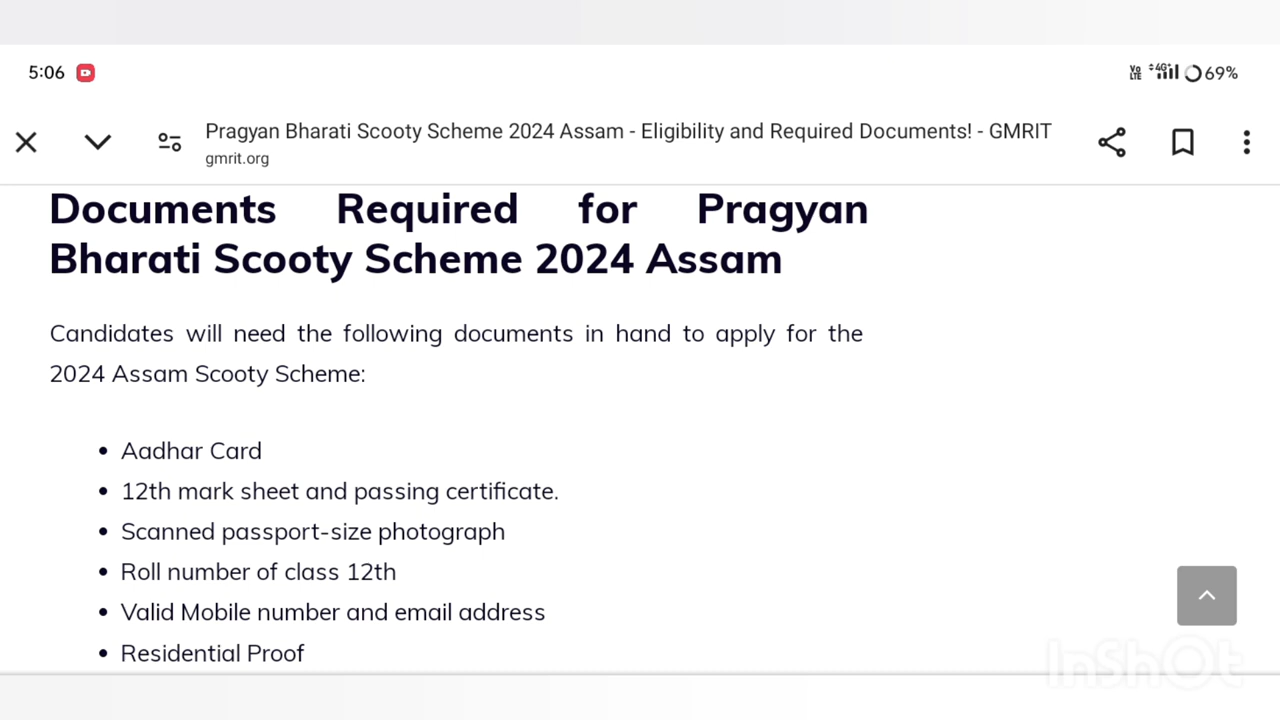 5:06
Vo LTE 4G+ 69%
Pragyan Bharati Scooty Scheme 2024 Assam - Eligibility and Required Documents! - GMRIT
gmrit.org
Documents Required for Pragyan
Bharati Scooty Scheme 2024 Assam
Candidates will need the following documents in hand to apply for the
2024 Assam Scooty Scheme:
• Aadhar Card
• 12th mark sheet and passing certificate.
• Scanned passport-size photograph
• Roll number of class 12th
• Valid Mobile number and email address
• Residential Proof
InShOt